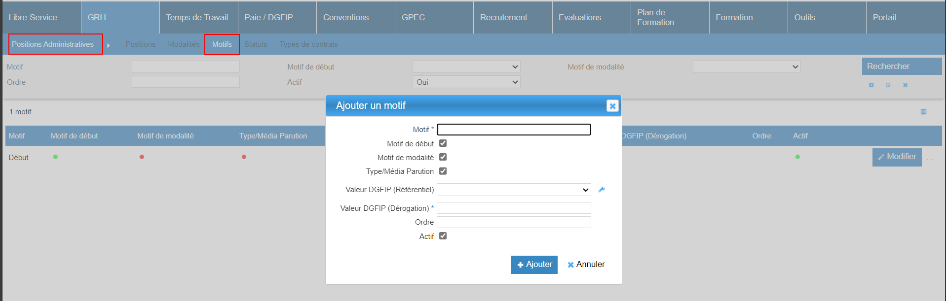 Libre Service GRH Temps de Travail Paie / DGFIP Conventions GPEC Recrutement Evaluations Plan de Formation Formation Outils Portail
Positions Administratives Positions Modalités Motifs Statuts Types de contrats
Motif Motif de début Motif de modalité Rechercher
Ordre Actif Oui
1 motif
Motif Motif de début Motif de modalité Type/Média Parution DGFIP (Dérogation) Ordre Actif
Début Modifier ...
Ajouter un motif
Motif *
Motif de début
Motif de modalité
Type/Média Parution
Valeur DGFIP (Référentiel)
Valeur DGFIP (Dérogation) *
Ordre
Actif
Ajouter Annuler